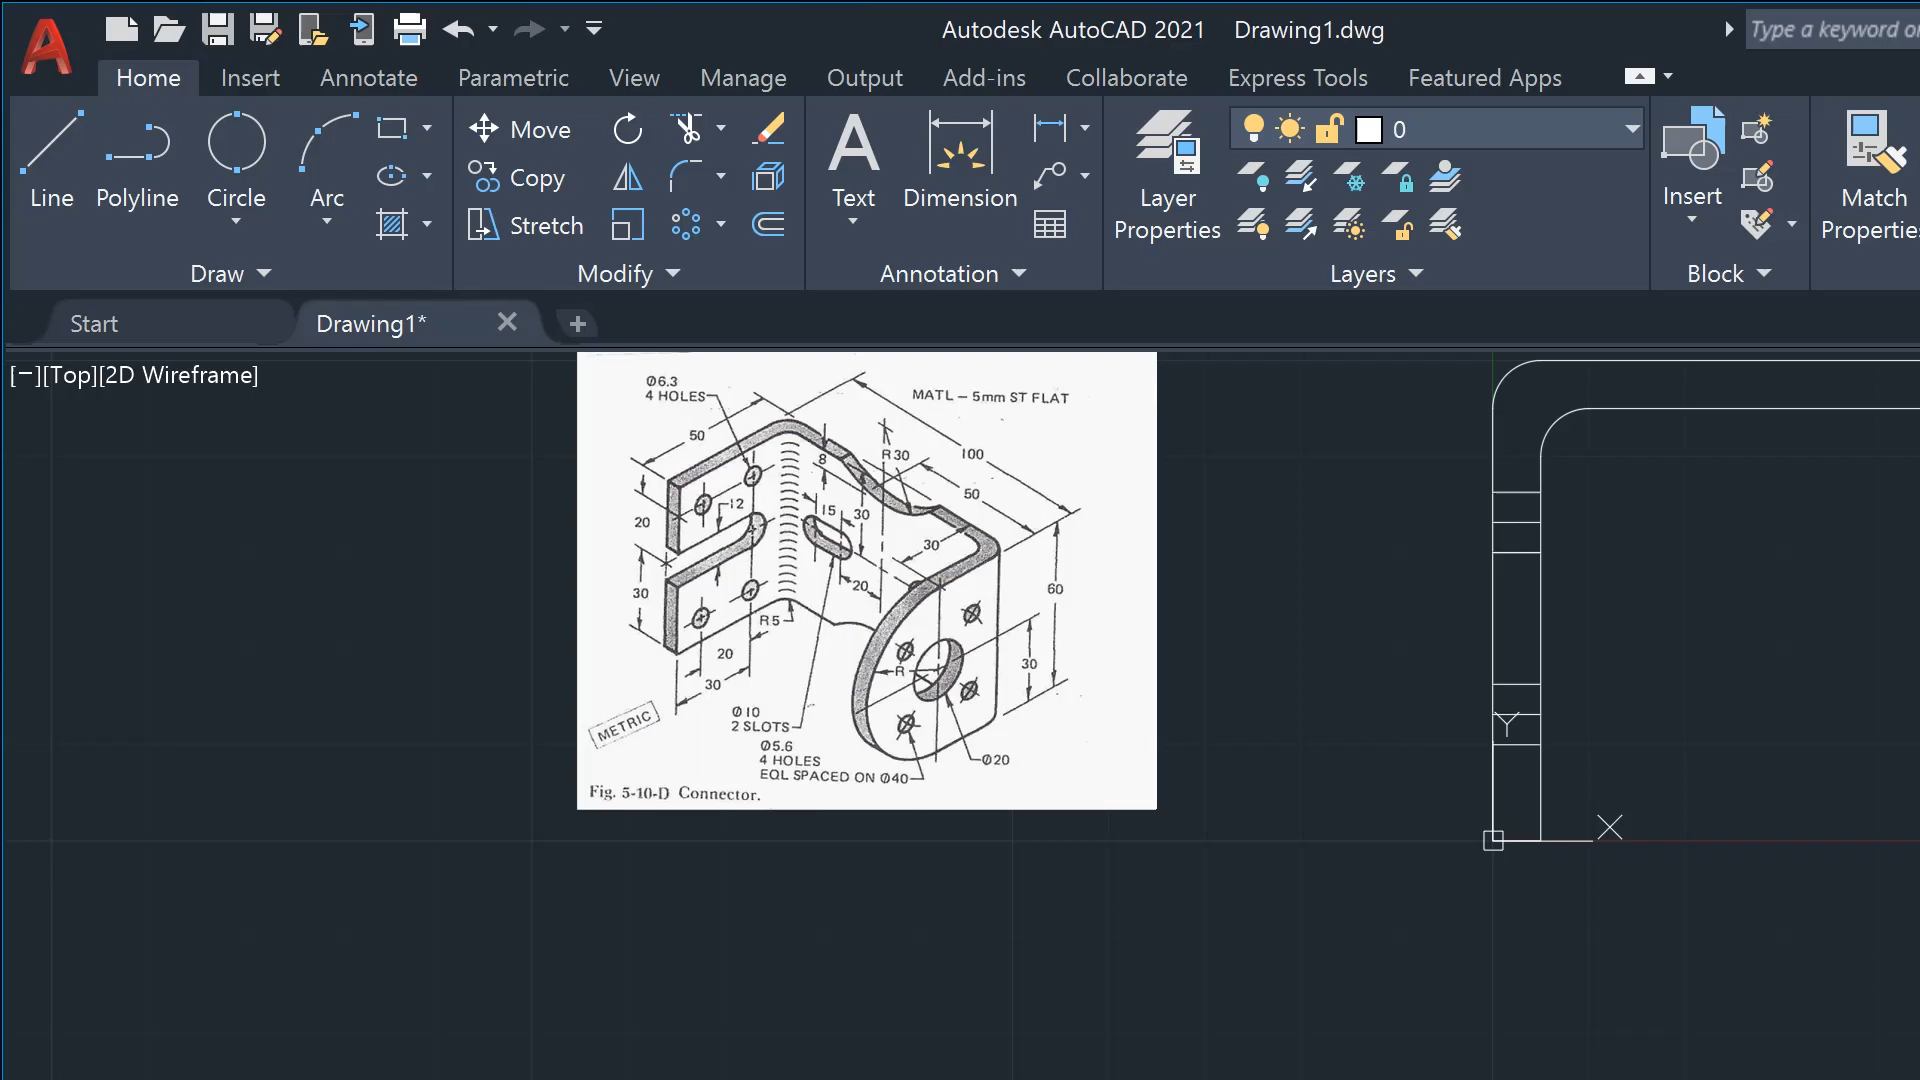 Autodesk AutoCAD 2021 Drawing1.dwg
Type a keyword or
Home Insert Annotate Parametric View Manage Output Add-ins Collaborate Express Tools Featured Apps
Line Polyline Circle Arc
Move
Copy
Stretch
Text Dimension
Layer
Properties
0
Insert
Match
Properties
Draw Modify Annotation Layers Block
Start Drawing1*
[−][Top][2D Wireframe]
Ø6.3
4 HOLES
MATL – 5mm ST FLAT
50
8
R30
100
50
12
15
30
20
30
30
20
60
R5
20
30
R
30
METRIC
Ø10
2 SLOTS
Ø5.6
4 HOLES
EQL SPACED ON Ø40
Ø20
Fig. 5-10-D Connector.
Y
X